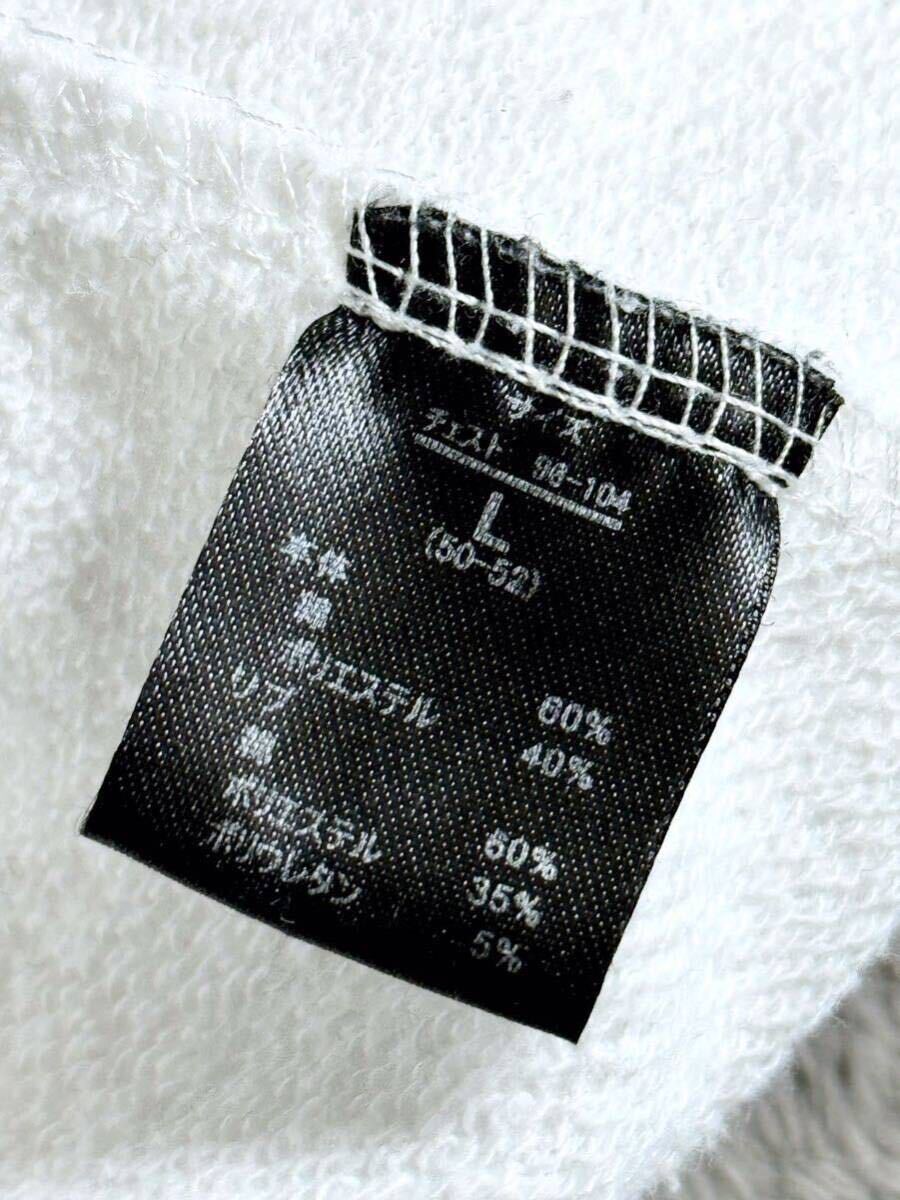 サイズ
チェスト 96-104
L
(50-52)
本体
綿 60%
ポリエステル 40%
リブ
綿 60%
ポリエステル 35%
ポリウレタン 5%